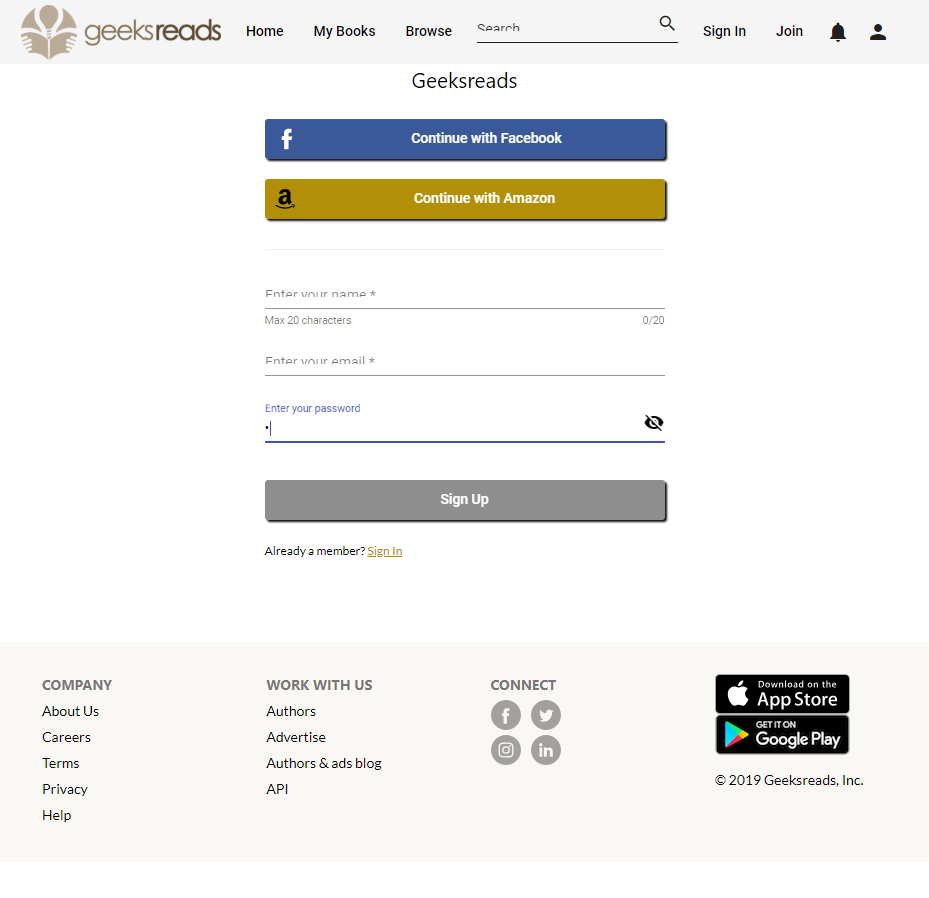 geeksreads
Home My Books Browse Search Sign In Join
Geeksreads
Continue with Facebook
a Continue with Amazon
Enter your name *
Max 20 characters 0/20
Enter your email *
Enter your password
•
Sign Up
Already a member? Sign In
COMPANY
About Us
Careers
Terms
Privacy
Help
WORK WITH US
Authors
Advertise
Authors & ads blog
API
CONNECT
Download on the
App Store
GET IT ON
Google Play
© 2019 Geeksreads, Inc.